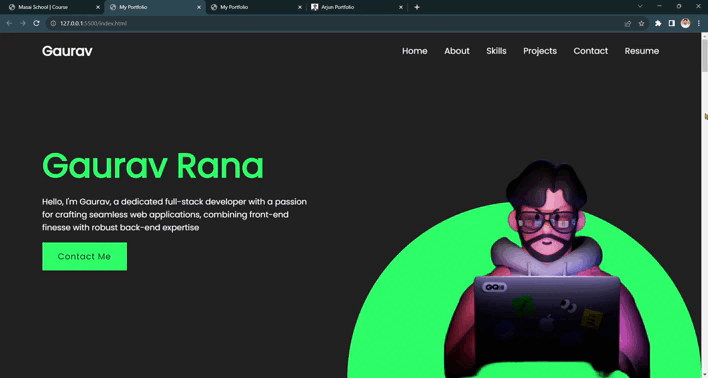 Masai School | Course
My Portfolio
My Portfolio
Arjun Portfolio
127.0.0.1:5500/index.html
Gaurav
Home About Skills Projects Contact Resume
Gaurav Rana
Hello, I'm Gaurav, a dedicated full-stack developer with a passion
for crafting seamless web applications, combining front-end
finesse with robust back-end expertise
Contact Me